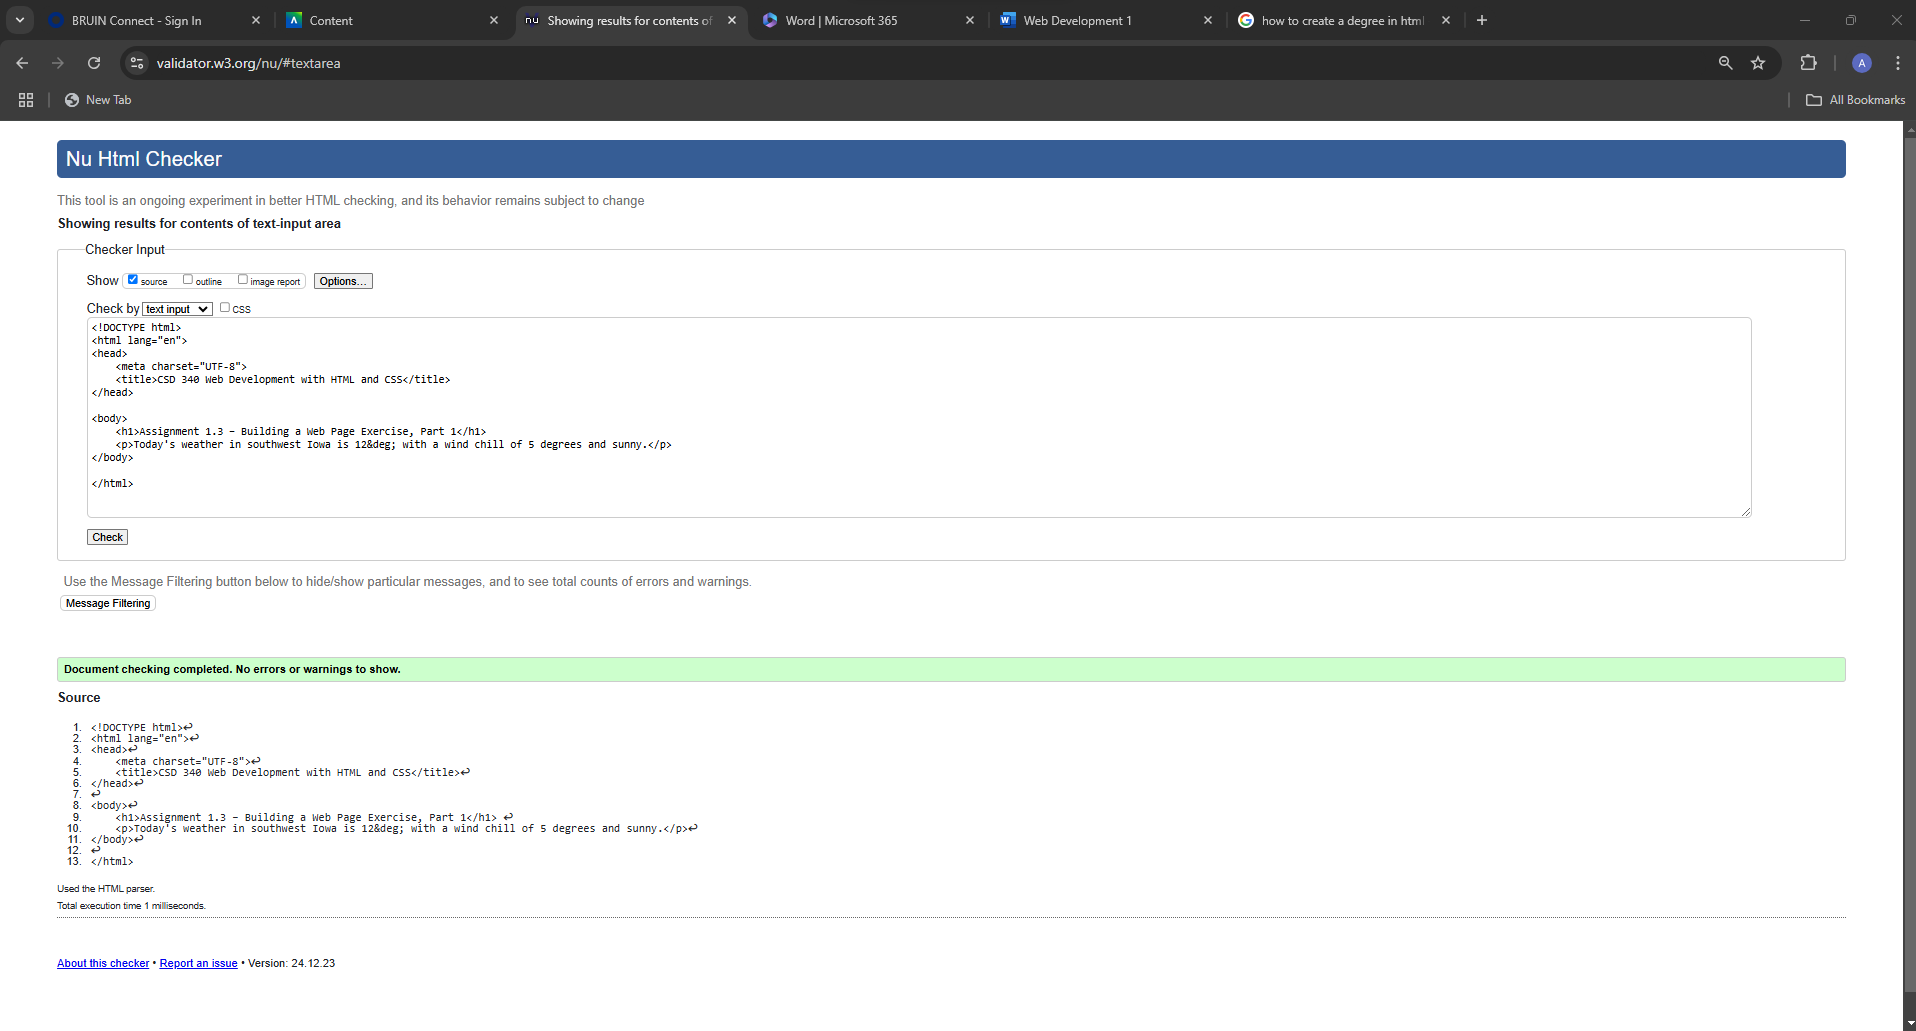 BRUIN Connect - Sign In
Content
nu Showing results for contents of
Word | Microsoft 365
W Web Development 1
G how to create a degree in html
validator.w3.org/nu/#textarea
A
New Tab
All Bookmarks
Nu Html Checker
This tool is an ongoing experiment in better HTML checking, and its behavior remains subject to change
Showing results for contents of text-input area
Checker Input
Show source outline image report Options...
Check by text input CSS
<!DOCTYPE html>
<html lang="en">
<head>
    <meta charset="UTF-8">
    <title>CSD 340 Web Development with HTML and CSS</title>
</head>
<body>
    <h1>Assignment 1.3 - Building a Web Page Exercise, Part 1</h1>
    <p>Today's weather in southwest Iowa is 12&deg; with a wind chill of 5 degrees and sunny.</p>
</body>
</html>
Check
Use the Message Filtering button below to hide/show particular messages, and to see total counts of errors and warnings.
Message Filtering
Document checking completed. No errors or warnings to show.
Source
1. <!DOCTYPE html>↩
2. <html lang="en">↩
3. <head>↩
4.     <meta charset="UTF-8">↩
5.     <title>CSD 340 Web Development with HTML and CSS</title>↩
6. </head>↩
7. ↩
8. <body>↩
9.     <h1>Assignment 1.3 - Building a Web Page Exercise, Part 1</h1> ↩
10.     <p>Today's weather in southwest Iowa is 12&deg; with a wind chill of 5 degrees and sunny.</p>↩
11. </body>↩
12. ↩
13. </html>
Used the HTML parser.
Total execution time 1 milliseconds.
About this checker • Report an issue • Version: 24.12.23